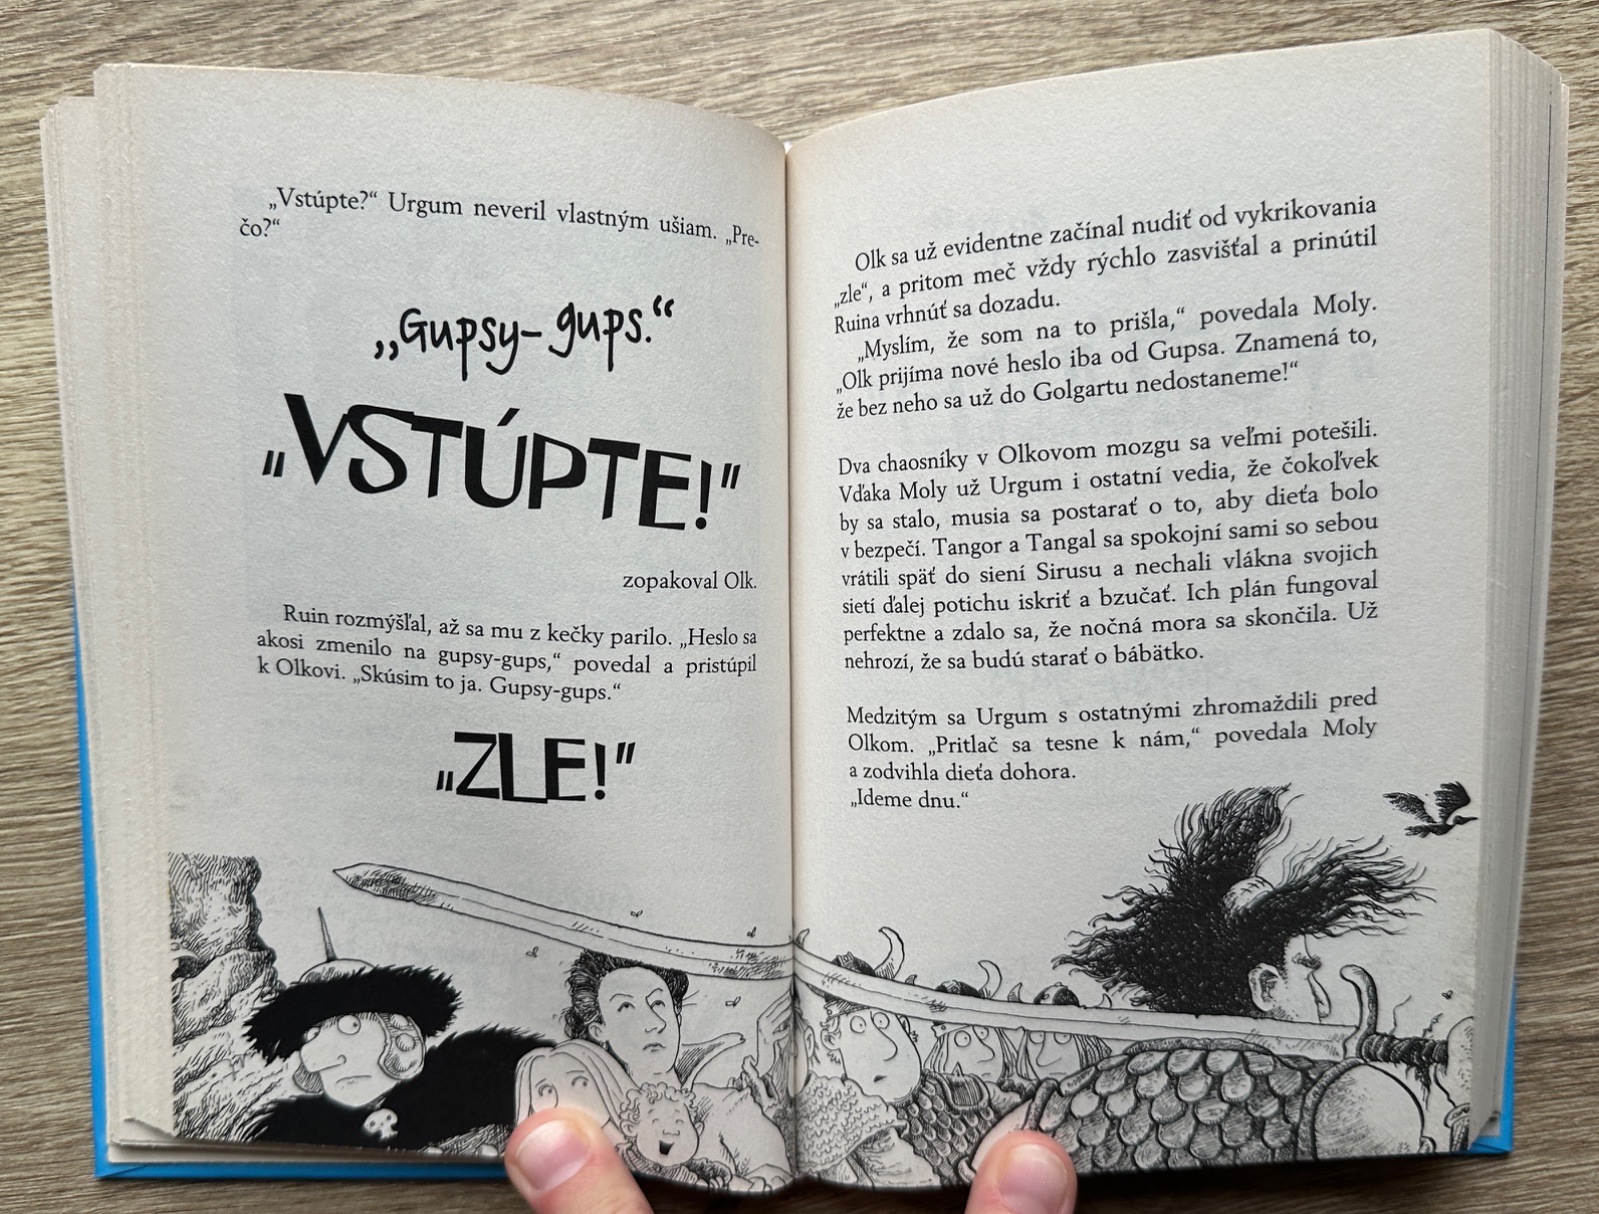 „Vstúpte?“ Urgum neveril vlastným ušiam. „Pre-
čo?“
„Gupsy-gups.“
„VSTÚPTE!"
zopakoval Olk.
Ruin rozmýšľal, až sa mu z kečky parilo. „Heslo sa
akosi zmenilo na gupsy-gups,“ povedal a pristúpil
k Olkovi. „Skúsim to ja. Gupsy-gups.“
„ZLE!"
Olk sa už evidentne začínal nudiť od vykrikovania
„zle“, a pritom meč vždy rýchlo zasvišťal a prinútil
Ruina vrhnúť sa dozadu.
„Myslím, že som na to prišla,“ povedala Moly.
„Olk prijíma nové heslo iba od Gupsa. Znamená to,
že bez neho sa už do Golgartu nedostaneme!“
Dva chaosníky v Olkovom mozgu sa veľmi potešili.
Vďaka Moly už Urgum i ostatní vedia, že čokoľvek
by sa stalo, musia sa postarať o to, aby dieťa bolo
v bezpečí. Tangor a Tangal sa spokojní sami so sebou
vrátili späť do siení Sirusu a nechali vlákna svojich
sietí ďalej potichu iskriť a bzučať. Ich plán fungoval
perfektne a zdalo sa, že nočná mora sa skončila. Už
nehrozí, že sa budú starať o bábätko.
Medzitým sa Urgum s ostatnými zhromaždili pred
Olkom. „Pritlač sa tesne k nám,“ povedala Moly
a zodvihla dieťa dohora.
„Ideme dnu.“